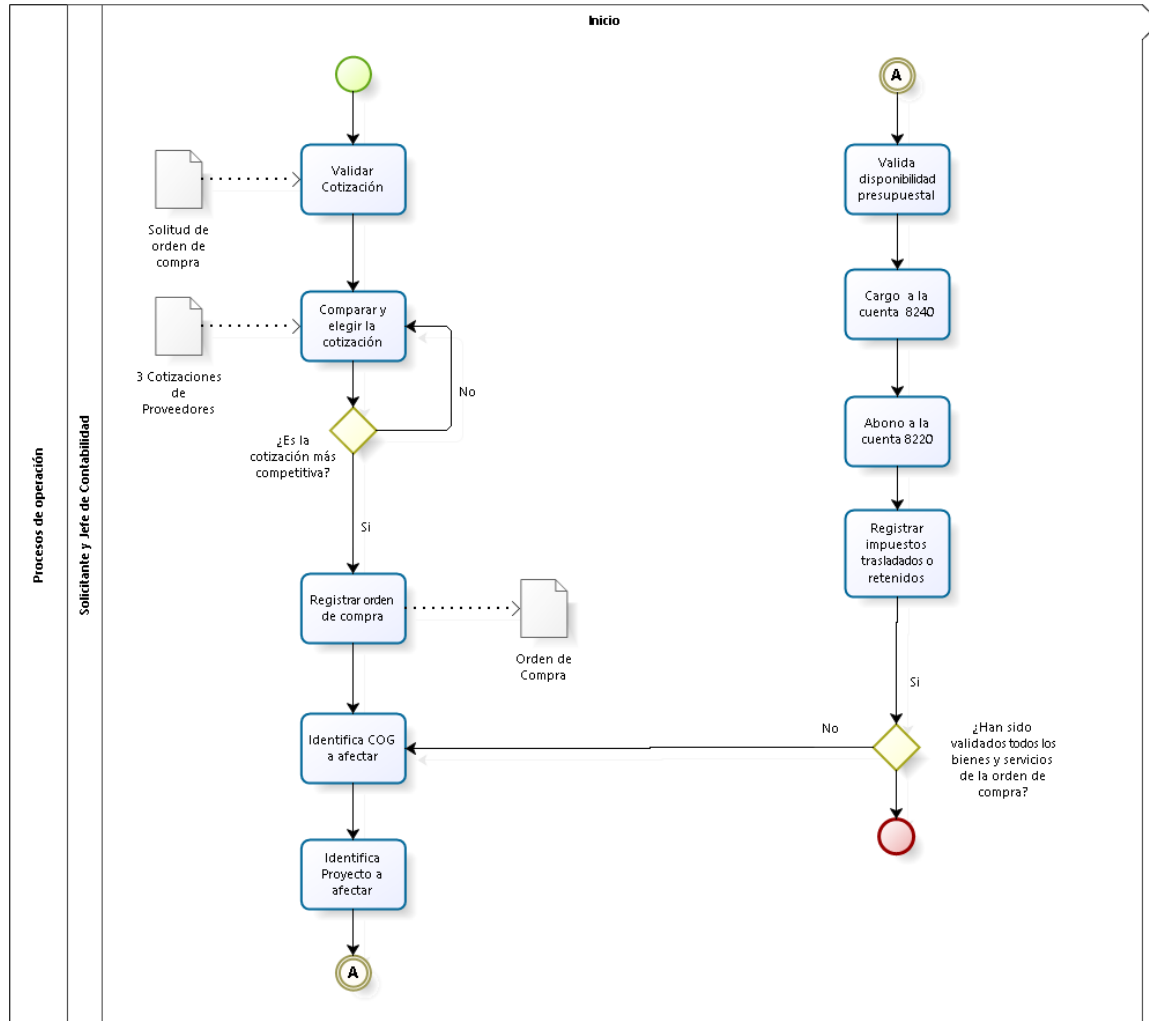 Inicio
Procesos de operación
Solicitante y Jefe de Contabilidad
Validar
Cotización
Solitud de
orden de
compra
Comparar y
elegir la
cotización
3 Cotizaciones
de
Proveedores
No
¿Es la
cotización más
competitiva?
Si
Registrar orden
de compra
Orden de
Compra
Identifica COG
a afectar
Identifica
Proyecto a
afectar
A
A
Valida
disponibilidad
presupuestal
Cargo a la
cuenta 8240
Abono a la
cuenta 8220
Registrar
impuestos
trasladados o
retenidos
Si
No
¿Han sido
validados todos los
bienes y servicios
de la orden de
compra?